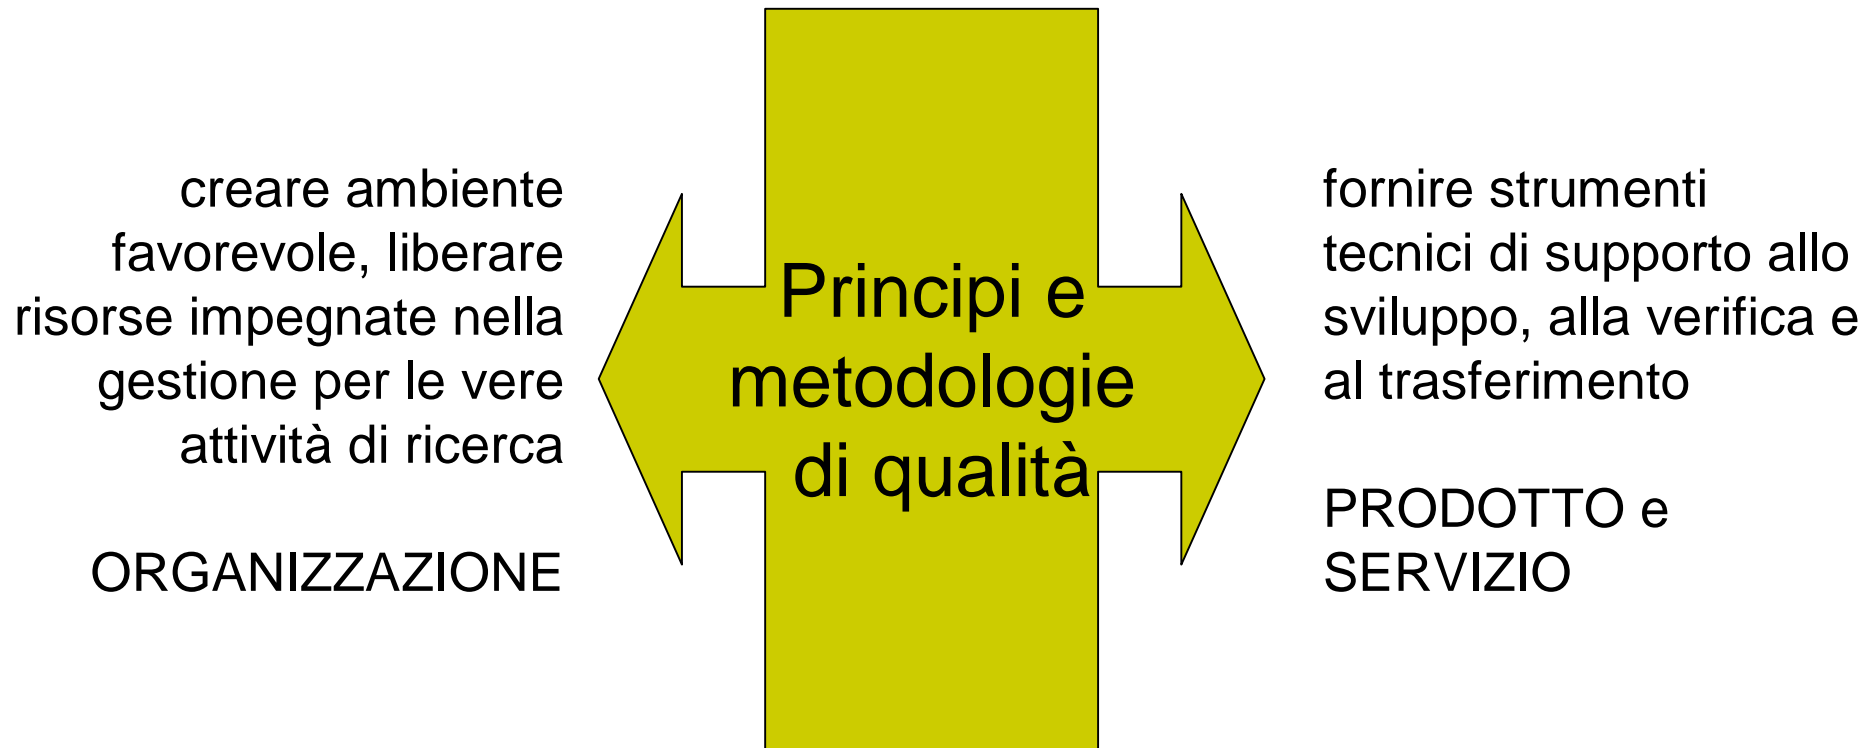 creare ambiente
favorevole, liberare
risorse impegnate nella
gestione per le vere
attività di ricerca
ORGANIZZAZIONE
Principi e
metodologie
di qualità
fornire strumenti
tecnici di supporto allo
sviluppo, alla verifica e
al trasferimento
PRODOTTO e
SERVIZIO